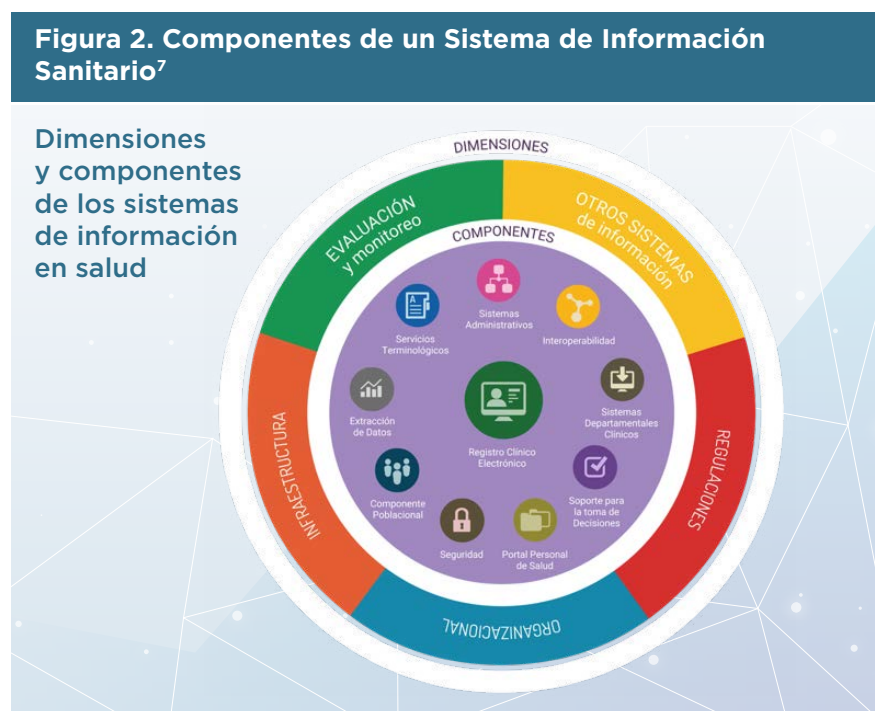 Figura 2. Componentes de un Sistema de Información
Sanitario⁷
Dimensiones
y componentes
de los sistemas
de información
en salud
DIMENSIONES
EVALUACIÓN
y monitoreo
OTROS SISTEMAS
de información
REGULACIONES
ORGANIZACIONAL
INFRAESTRUCTURA
COMPONENTES
Sistemas
Administrativos
Interoperabilidad
Sistemas
Departamentales
Clínicos
Soporte para
la toma de
Decisiones
Portal Personal
de Salud
Seguridad
Componente
Poblacional
Extracción
de Datos
Servicios
Terminológicos
A
Registro Clínico
Electrónico